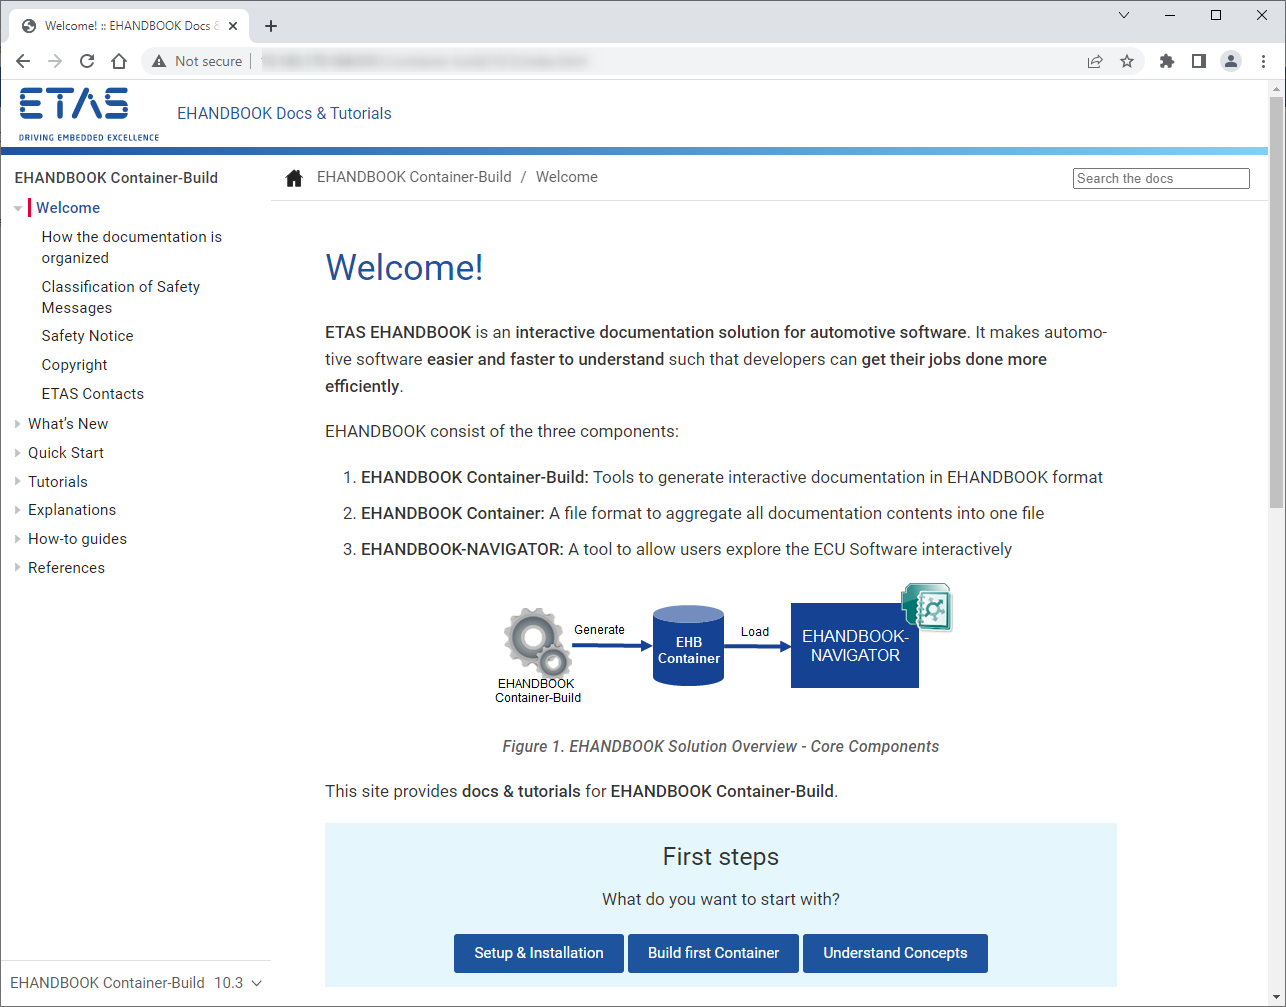 Welcome! :: EHANDBOOK Docs &
Not secure
ETAS
DRIVING EMBEDDED EXCELLENCE
EHANDBOOK Docs & Tutorials
EHANDBOOK Container-Build
Welcome
How the documentation is
organized
Classification of Safety
Messages
Safety Notice
Copyright
ETAS Contacts
What's New
Quick Start
Tutorials
Explanations
How-to guides
References
EHANDBOOK Container-Build 10.3
EHANDBOOK Container-Build / Welcome
Search the docs
Welcome!
ETAS EHANDBOOK is an interactive documentation solution for automotive software. It makes automo-
tive software easier and faster to understand such that developers can get their jobs done more
efficiently.
EHANDBOOK consist of the three components:
1. EHANDBOOK Container-Build: Tools to generate interactive documentation in EHANDBOOK format
2. EHANDBOOK Container: A file format to aggregate all documentation contents into one file
3. EHANDBOOK-NAVIGATOR: A tool to allow users explore the ECU Software interactively
EHANDBOOK
Container-Build
Generate
EHB
Container
Load
EHANDBOOK-
NAVIGATOR
Figure 1. EHANDBOOK Solution Overview - Core Components
This site provides docs & tutorials for EHANDBOOK Container-Build.
First steps
What do you want to start with?
Setup & Installation
Build first Container
Understand Concepts